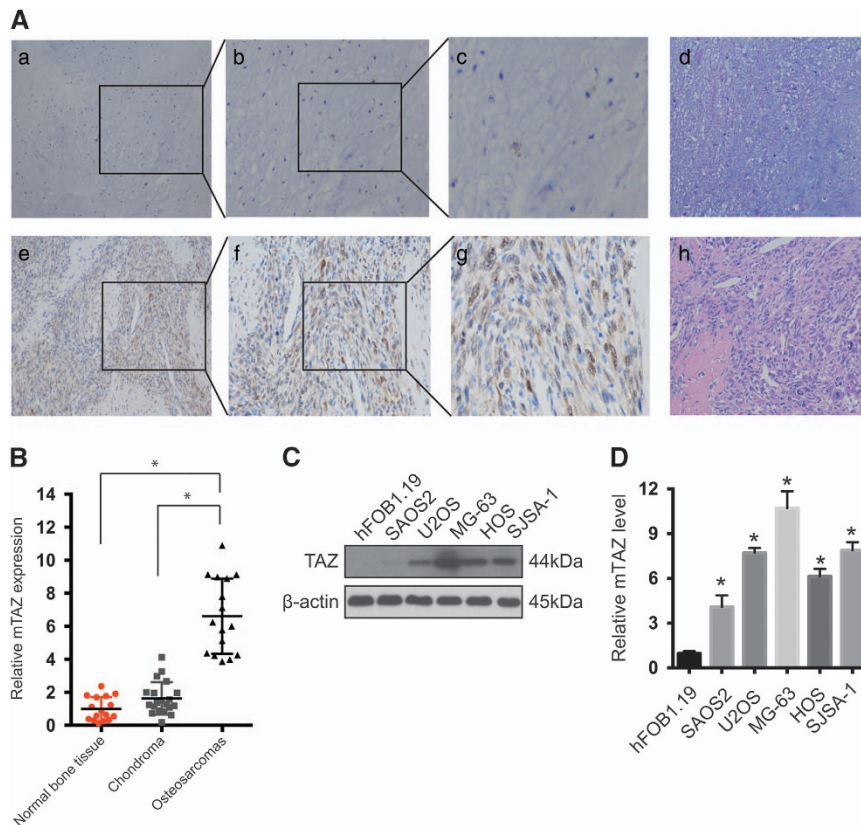 A
a
b
c
d
e
f
g
h
B
*
*
Relative mTAZ expression
14
12
10
8
6
4
2
0
Normal bone tissue
Chondroma
Osteosarcomas
C
hFOB1.19
SAOS2
U2OS
MG-63
HOS
SJSA-1
TAZ
44kDa
β-actin
45kDa
D
Relative mTAZ level
12
9
6
3
0
*
*
*
*
*
hFOB1.19
SAOS2
U2OS
MG-63
HOS
SJSA-1